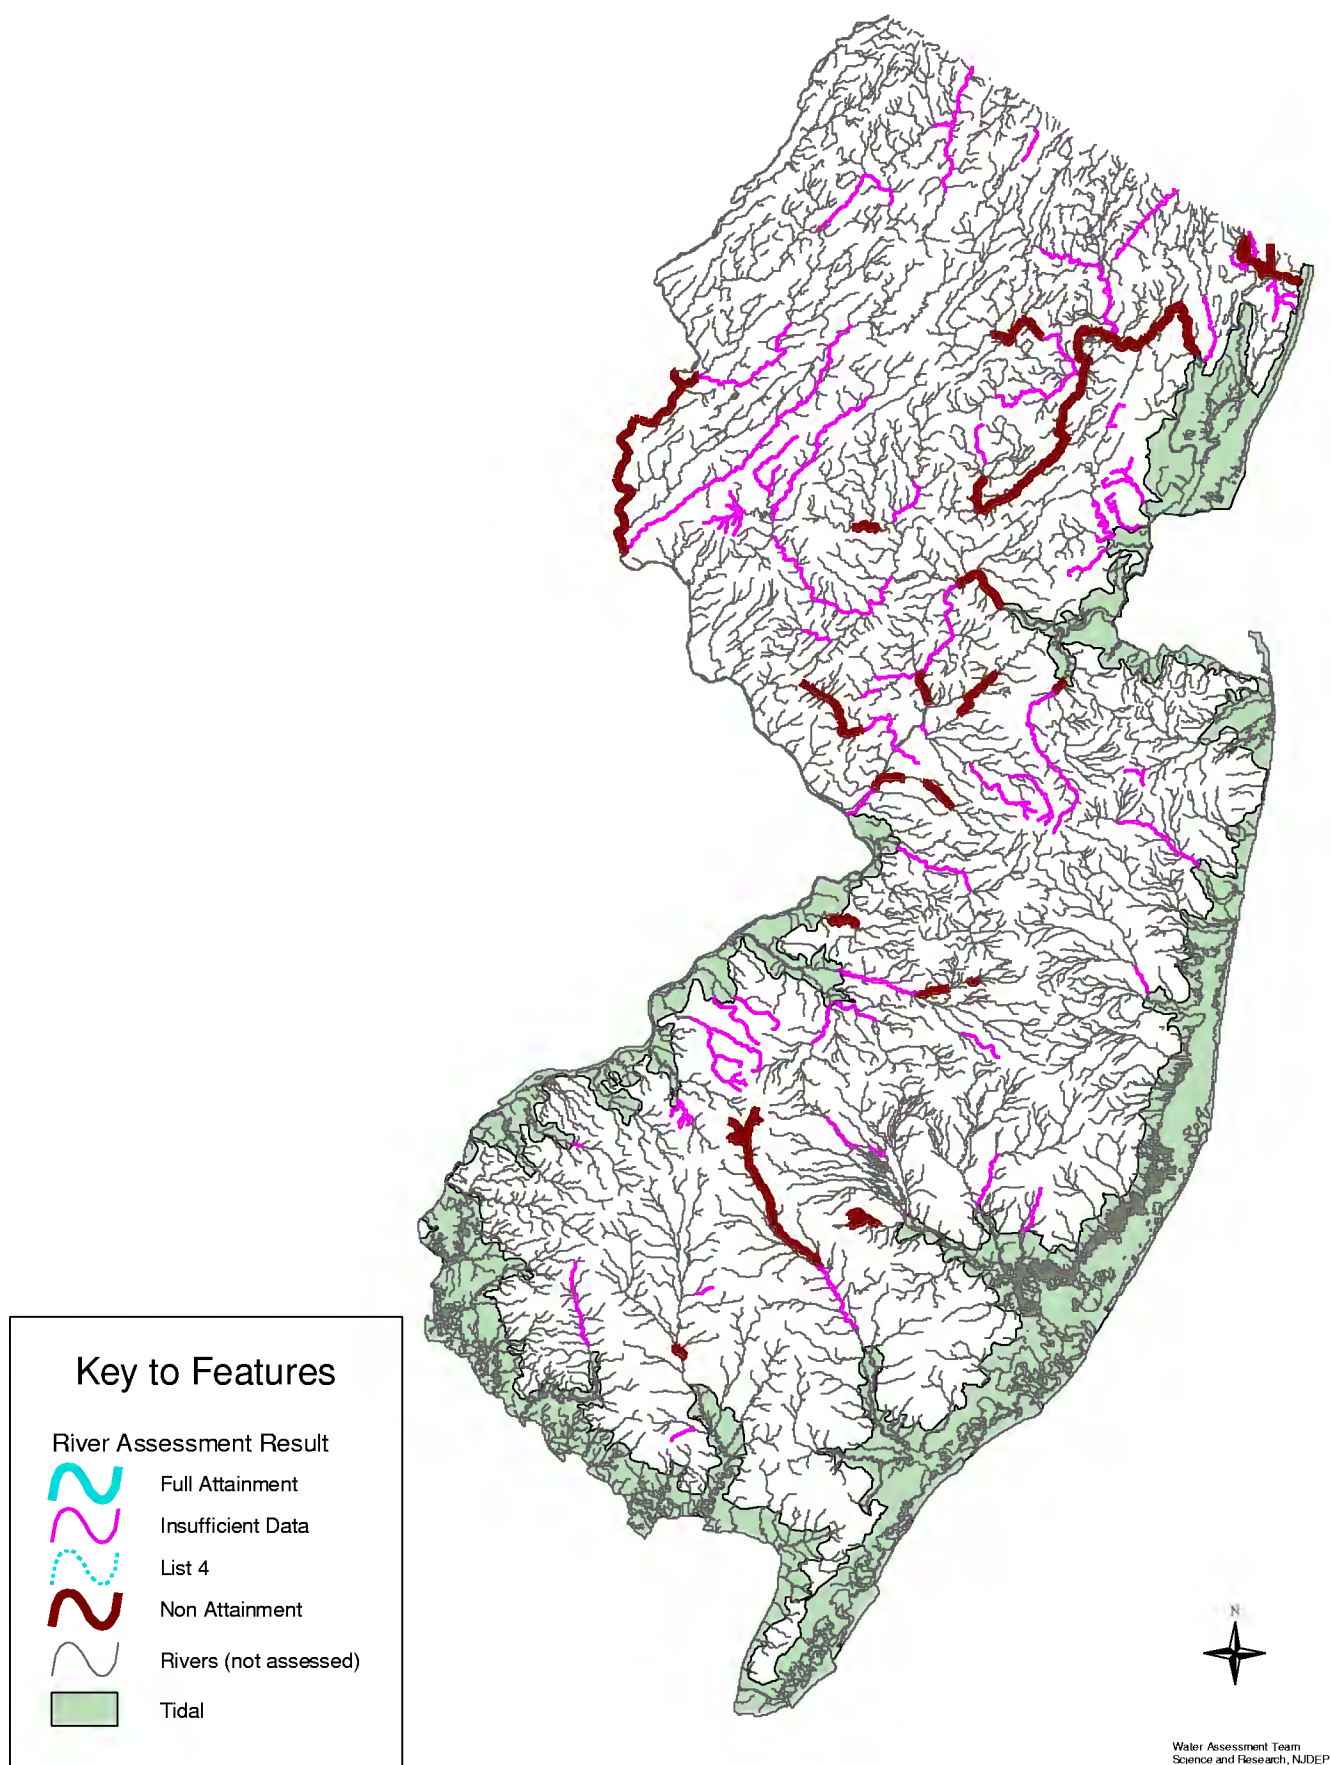 Key to Features
River Assessment Result
Full Attainment
Insufficient Data
List 4
Non Attainment
Rivers (not assessed)
Tidal
N
Water Assessment Team
Science and Research, NJDEP